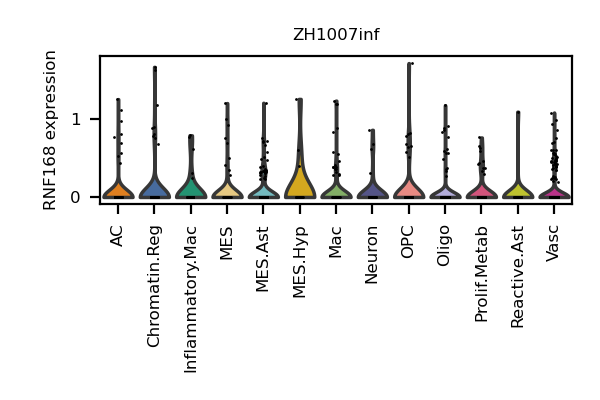 ZH1007inf
RNF168 expression
1
0
AC
Chromatin.Reg
Inflammatory.Mac
MES
MES.Ast
MES.Hyp
Mac
Neuron
OPC
Oligo
Prolif.Metab
Reactive.Ast
Vasc